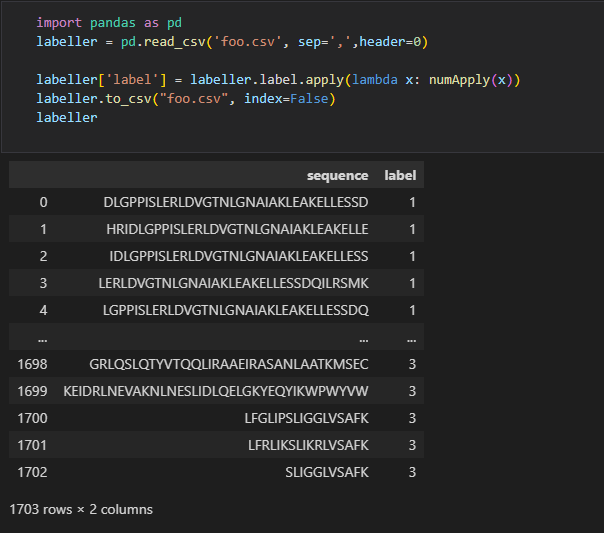 import pandas as pd
labeller = pd.read_csv('foo.csv', sep=',',header=0)
labeller['label'] = labeller.label.apply(lambda x: numApply(x))
labeller.to_csv("foo.csv", index=False)
labeller
sequence label
0 DLGPPISLERLDVGTNLGNAIAKLEAKELLESSD 1
1 HRIDLGPPISLERLDVGTNLGNAIAKLEAKELLE 1
2 IDLGPPISLERLDVGTNLGNAIAKLEAKELLESS 1
3 LERLDVGTNLGNAIAKLEAKELLESSDQILRSMK 1
4 LGPPISLERLDVGTNLGNAIAKLEAKELLESSDQ 1
... ... ...
1698 GRLQSLQTYVTQQLIRAAEIRASANLAATKMSEC 3
1699 KEIDRLNEVAKNLNESLIDLQELGKYEQYIKWPWYVW 3
1700 LFGLIPSLIGGLVSAFK 3
1701 LFRLIKSLIKRLVSAFK 3
1702 SLIGGLVSAFK 3
1703 rows × 2 columns